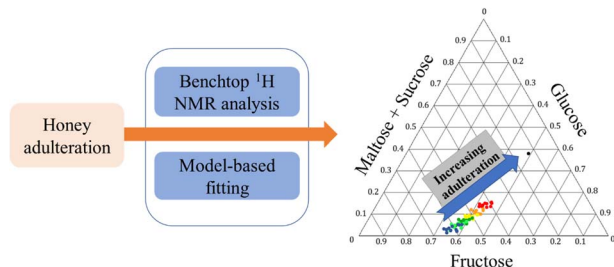 Honey
adulteration
Benchtop ¹H
NMR analysis
Model-based
fitting
Maltose + Sucrose
Glucose
Fructose
Increasing
adulteration
0
0.9 0.1
0.8 0.2
0.7 0.3
0.6 0.4
0.5 0.5
0.4 0.6
0.3 0.7
0.2 0.8
0.1 0.9
0 0
0.9 0.8 0.7 0.6 0.5 0.4 0.3 0.2 0.1 0